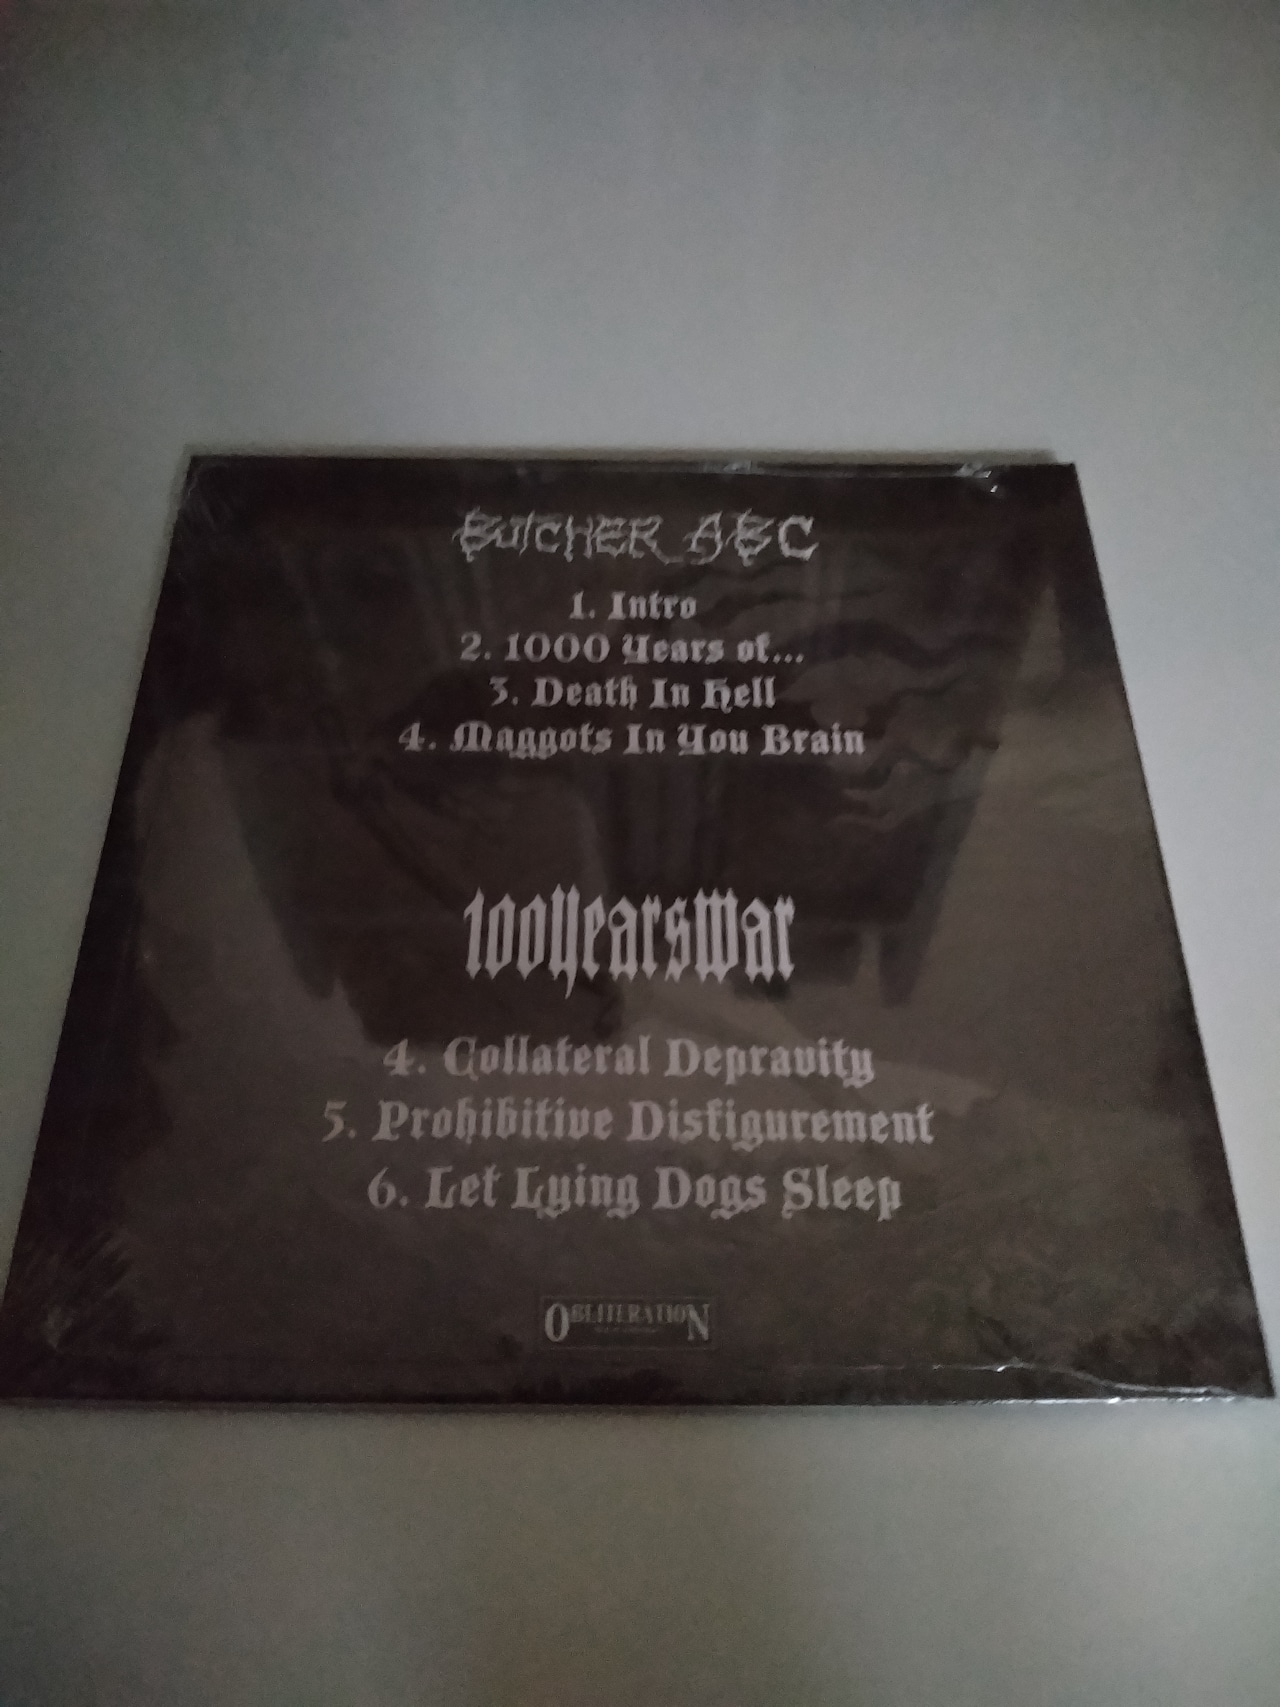 BUTCHER ABC
1. Intro
2. 1000 Years of...
3. Death In Hell
4. Maggots In You Brain
100YearsWar
4. Collateral Depravity
5. Prohibitive Disfigurement
6. Let Lying Dogs Sleep
OBLITERATION